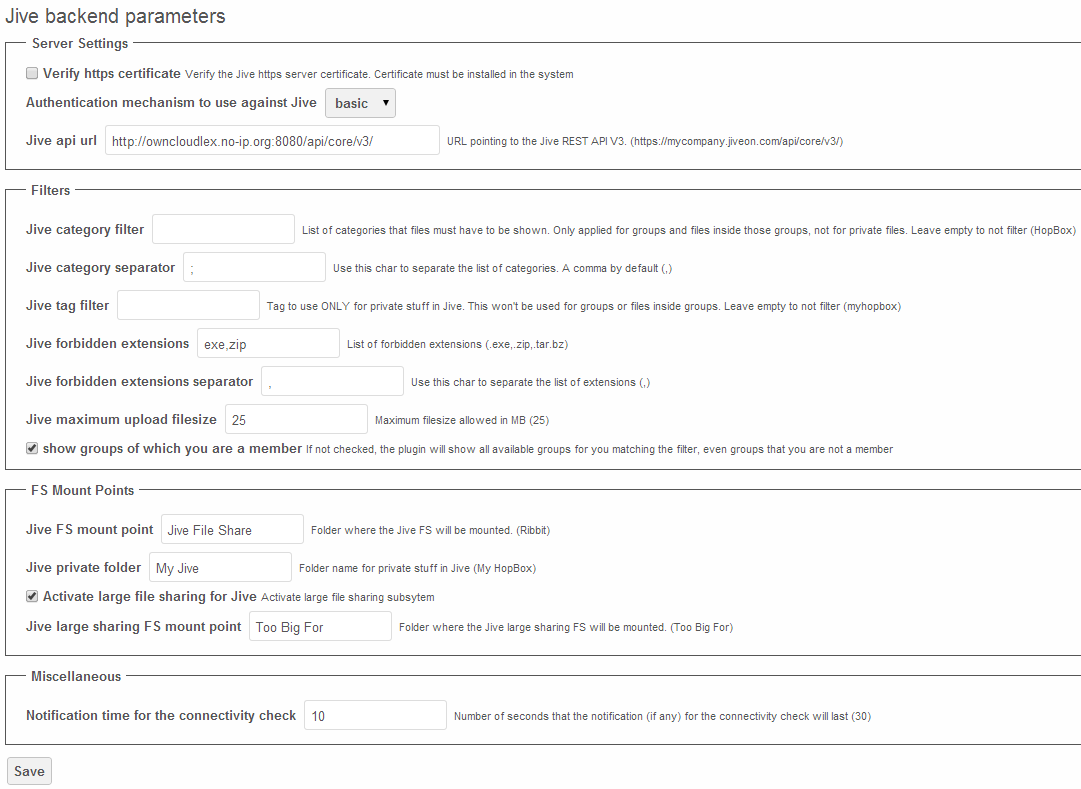 Jive backend parameters
Server Settings
Verify https certificate Verify the Jive https server certificate. Certificate must be installed in the system
Authentication mechanism to use against Jive basic
Jive api url http://owncloudlex.no-ip.org:8080/api/core/v3/ URL pointing to the Jive REST API V3. (https://mycompany.jiveon.com/api/core/v3/)
Filters
Jive category filter List of categories that files must have to be shown. Only applied for groups and files inside those groups, not for private files. Leave empty to not filter (HopBox)
Jive category separator ; Use this char to separate the list of categories. A comma by default (,)
Jive tag filter Tag to use ONLY for private stuff in Jive. This won't be used for groups or files inside groups. Leave empty to not filter (myhopbox)
Jive forbidden extensions exe,zip List of forbidden extensions (.exe,.zip,.tar.bz)
Jive forbidden extensions separator , Use this char to separate the list of extensions (,)
Jive maximum upload filesize 25 Maximum filesize allowed in MB (25)
show groups of which you are a member If not checked, the plugin will show all available groups for you matching the filter, even groups that you are not a member
FS Mount Points
Jive FS mount point Jive File Share Folder where the Jive FS will be mounted. (Ribbit)
Jive private folder My Jive Folder name for private stuff in Jive (My HopBox)
Activate large file sharing for Jive Activate large file sharing subsytem
Jive large sharing FS mount point Too Big For Folder where the Jive large sharing FS will be mounted. (Too Big For)
Miscellaneous
Notification time for the connectivity check 10 Number of seconds that the notification (if any) for the connectivity check will last (30)
Save